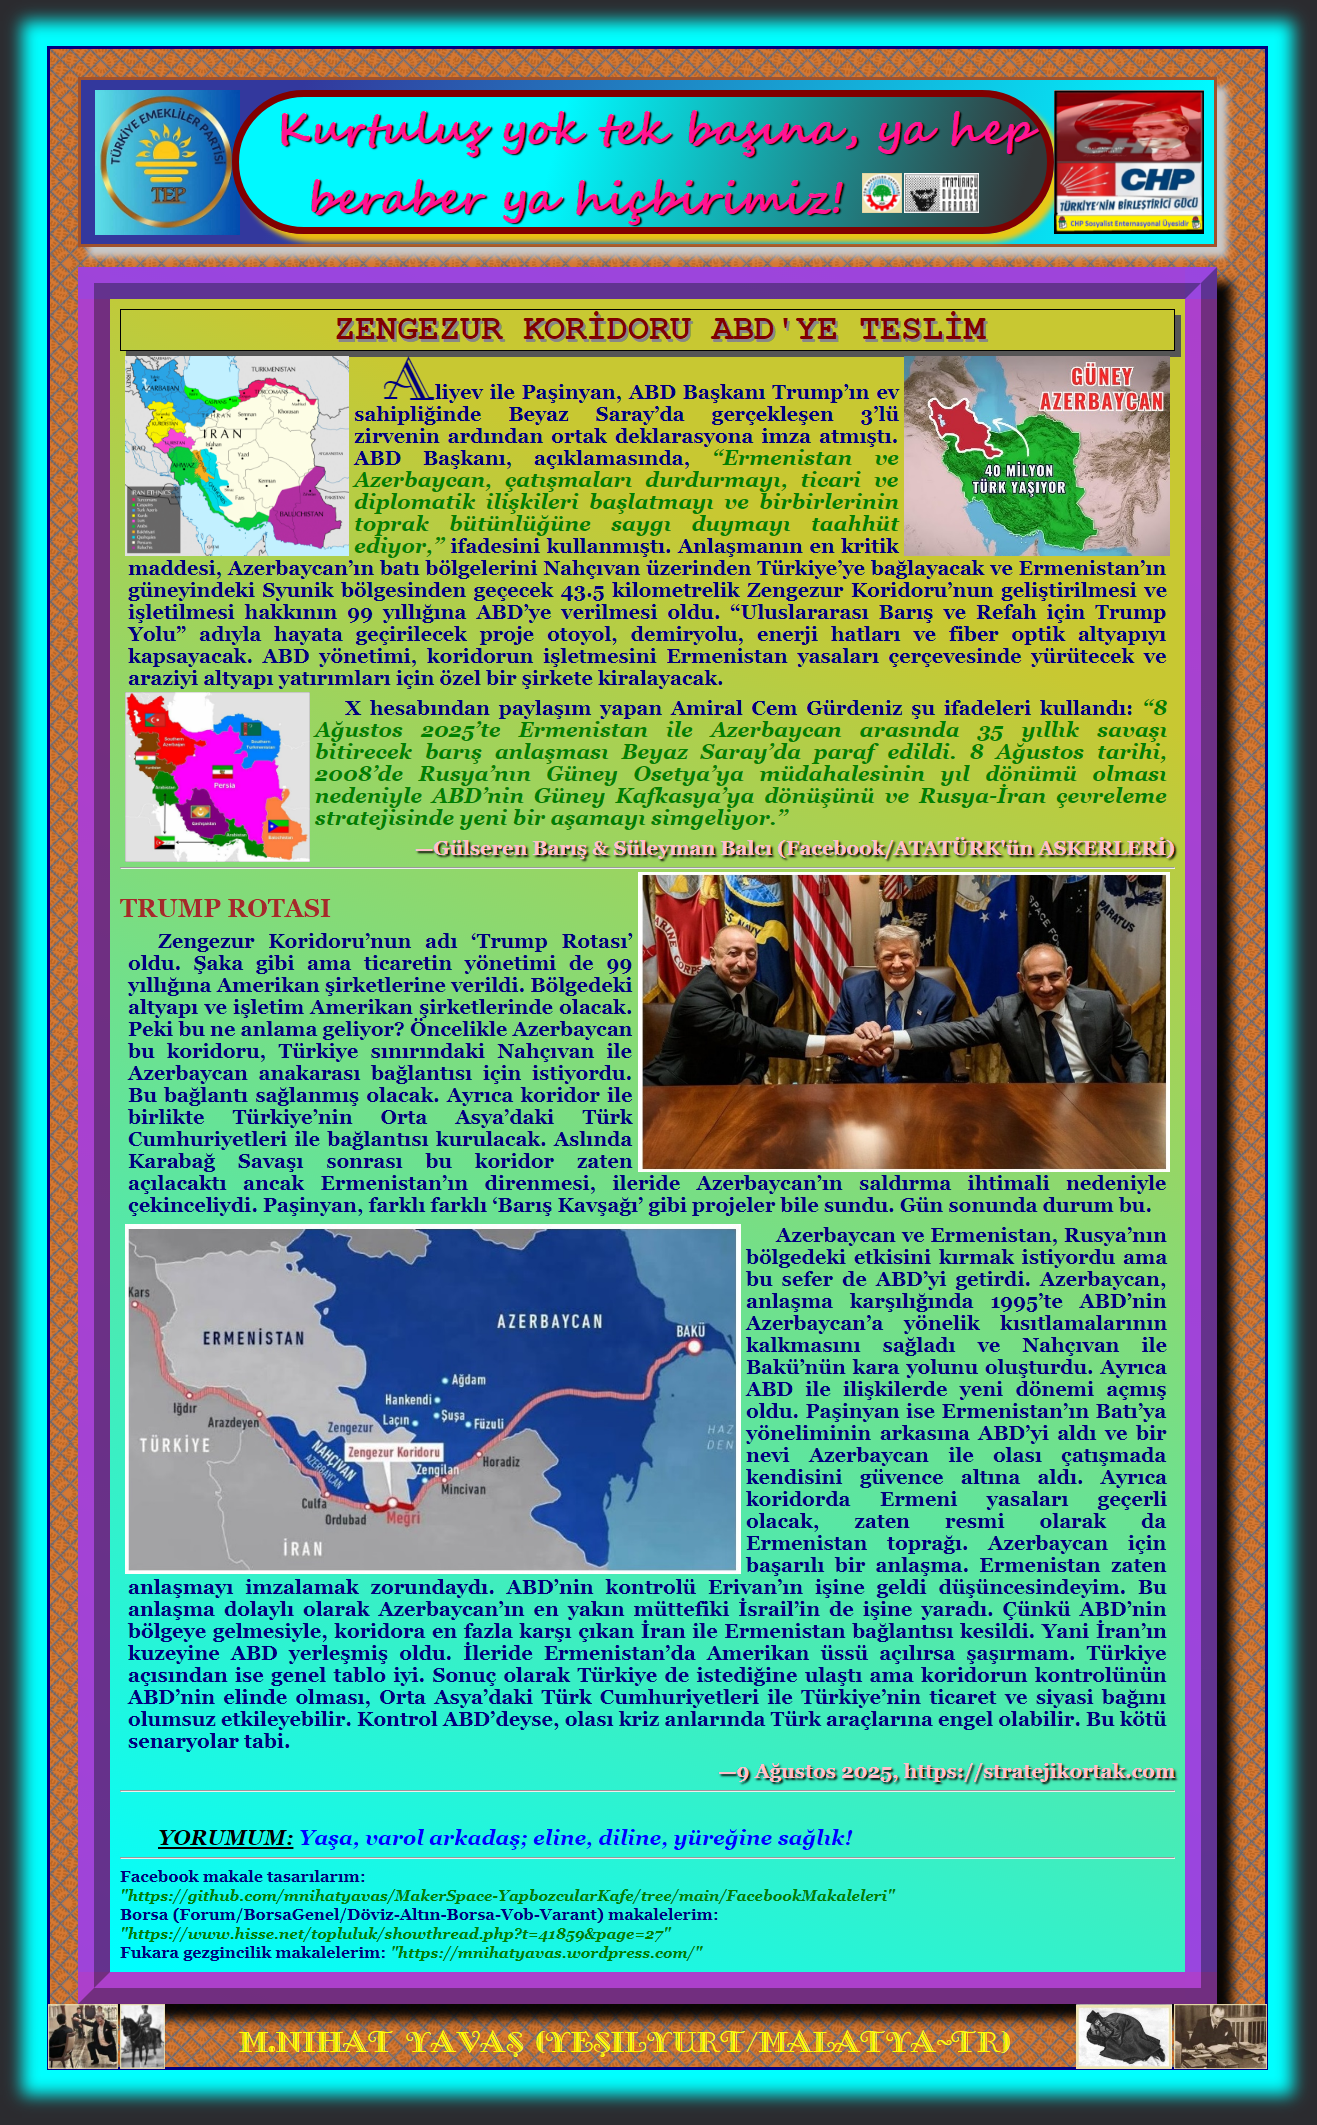 TÜRKİYE EMEKLİLER PARTİSİ
TEP
Kurtuluş yok tek başına, ya hep
beraber ya hiçbirimiz!
ATATÜRKÇÜ
DÜŞÜNCE
DERNEĞİ
CHP
CHP
TÜRKİYE'NİN BİRLEŞTİRİCİ GÜCÜ
CHP Sosyalist Enternasyonal Üyesidir
ZENGEZUR KORİDORU ABD'YE TESLİM
TURKMENISTAN
AZERBAIJAN
TEHRAN
IRAN
IRAQ
AHWAZ
BALUCHISTAN
IRAN ETHNICS
GÜNEY
AZERBAYCAN
40 MİLYON
TÜRK YAŞIYOR
Aliyev ile Paşinyan, ABD Başkanı Trump’ın ev
sahipliğinde Beyaz Saray’da gerçekleşen 3’lü
zirvenin ardından ortak deklarasyona imza atmıştı.
ABD Başkanı, açıklamasında, “Ermenistan ve
Azerbaycan, çatışmaları durdurmayı, ticari ve
diplomatik ilişkileri başlatmayı ve birbirlerinin
toprak bütünlüğüne saygı duymayı taahhüt
ediyor,” ifadesini kullanmıştı. Anlaşmanın en kritik
maddesi, Azerbaycan’ın batı bölgelerini Nahçıvan üzerinden Türkiye’ye bağlayacak ve Ermenistan’ın
güneyindeki Syunik bölgesinden geçecek 43.5 kilometrelik Zengezur Koridoru’nun geliştirilmesi ve
işletilmesi hakkının 99 yıllığına ABD’ye verilmesi oldu. “Uluslararası Barış ve Refah için Trump
Yolu” adıyla hayata geçirilecek proje otoyol, demiryolu, enerji hatları ve fiber optik altyapıyı
kapsayacak. ABD yönetimi, koridorun işletmesini Ermenistan yasaları çerçevesinde yürütecek ve
araziyi altyapı yatırımları için özel bir şirkete kiralayacak.
Southern
Azerbaijan
Southern
Turkmenistan
Persia
X hesabından paylaşım yapan Amiral Cem Gürdeniz şu ifadeleri kullandı: “8
Ağustos 2025’te Ermenistan ile Azerbaycan arasında 35 yıllık savaşı
bitirecek barış anlaşması Beyaz Saray’da paraf edildi. 8 Ağustos tarihi,
2008’de Rusya’nın Güney Osetya’ya müdahalesinin yıl dönümü olması
nedeniyle ABD’nin Güney Kafkasya’ya dönüşünü ve Rusya-İran çevreleme
stratejisinde yeni bir aşamayı simgeliyor.”
—Gülseren Barış & Süleyman Balcı (Facebook/ATATÜRK'ün ASKERLERİ)
TRUMP ROTASI
Zengezur Koridoru’nun adı ‘Trump Rotası’
oldu. Şaka gibi ama ticaretin yönetimi de 99
yıllığına Amerikan şirketlerine verildi. Bölgedeki
altyapı ve işletim Amerikan şirketlerinde olacak.
Peki bu ne anlama geliyor? Öncelikle Azerbaycan
bu koridoru, Türkiye sınırındaki Nahçıvan ile
Azerbaycan anakarası bağlantısı için istiyordu.
Bu bağlantı sağlanmış olacak. Ayrıca koridor ile
birlikte Türkiye’nin Orta Asya’daki Türk
Cumhuriyetleri ile bağlantısı kurulacak. Aslında
Karabağ Savaşı sonrası bu koridor zaten
açılacaktı ancak Ermenistan’ın direnmesi, ileride Azerbaycan’ın saldırma ihtimali nedeniyle
çekinceliydi. Paşinyan, farklı farklı ‘Barış Kavşağı’ gibi projeler bile sundu. Gün sonunda durum bu.
PARATUS
Kars
ERMENİSTAN
AZERBAYCAN
BAKÜ
Ağdam
Hankendi
Iğdır
Laçın
Şuşa
Füzuli
Arazdeyen
Zengezur
TÜRKİYE
NAHÇIVAN
AZERBAYCAN
Zengezur Koridoru
HAZ
DEN
Zengilan
Horadiz
Mincivan
Culfa
Ordubad
Meğri
İRAN
Azerbaycan ve Ermenistan, Rusya’nın
bölgedeki etkisini kırmak istiyordu ama
bu sefer de ABD’yi getirdi. Azerbaycan,
anlaşma karşılığında 1995’te ABD’nin
Azerbaycan’a yönelik kısıtlamalarının
kalkmasını sağladı ve Nahçıvan ile
Bakü’nün kara yolunu oluşturdu. Ayrıca
ABD ile ilişkilerde yeni dönemi açmış
oldu. Paşinyan ise Ermenistan’ın Batı’ya
yöneliminin arkasına ABD’yi aldı ve bir
nevi Azerbaycan ile olası çatışmada
kendisini güvence altına aldı. Ayrıca
koridorda Ermeni yasaları geçerli
olacak, zaten resmi olarak da
Ermenistan toprağı. Azerbaycan için
başarılı bir anlaşma. Ermenistan zaten
anlaşmayı imzalamak zorundaydı. ABD’nin kontrolü Erivan’ın işine geldi düşüncesindeyim. Bu
anlaşma dolaylı olarak Azerbaycan’ın en yakın müttefiki İsrail’in de işine yaradı. Çünkü ABD’nin
bölgeye gelmesiyle, koridora en fazla karşı çıkan İran ile Ermenistan bağlantısı kesildi. Yani İran’ın
kuzeyine ABD yerleşmiş oldu. İleride Ermenistan’da Amerikan üssü açılırsa şaşırmam. Türkiye
açısından ise genel tablo iyi. Sonuç olarak Türkiye de istediğine ulaştı ama koridorun kontrolünün
ABD’nin elinde olması, Orta Asya’daki Türk Cumhuriyetleri ile Türkiye’nin ticaret ve siyasi bağını
olumsuz etkileyebilir. Kontrol ABD’deyse, olası kriz anlarında Türk araçlarına engel olabilir. Bu kötü
senaryolar tabi.
—9 Ağustos 2025, https://stratejikortak.com
YORUMUM: Yaşa, varol arkadaş; eline, diline, yüreğine sağlık!
Facebook makale tasarılarım:
"https://github.com/mnihatyavas/MakerSpace-YapbozcularKafe/tree/main/FacebookMakaleleri"
Borsa (Forum/BorsaGenel/Döviz-Altın-Borsa-Vob-Varant) makalelerim:
"https://www.hisse.net/topluluk/showthread.php?t=41859&page=27"
Fukara gezgincilik makalelerim: "https://mnihatyavas.wordpress.com/"
M.NIHAT YAVAŞ (YEŞILYURT/MALATYA~TR)